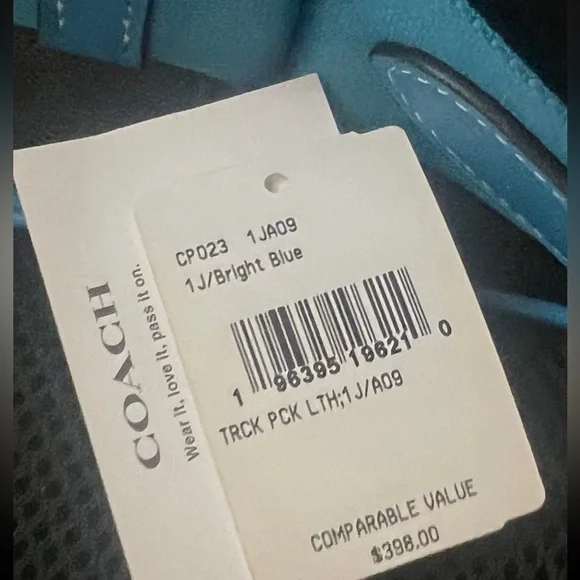 COACH
Wear it, love it, pass it on.
CP023 1JA09
1J/Bright Blue
1 96395 19621 0
TRCK PCK LTH;1J/A09
COMPARABLE VALUE
$398.00